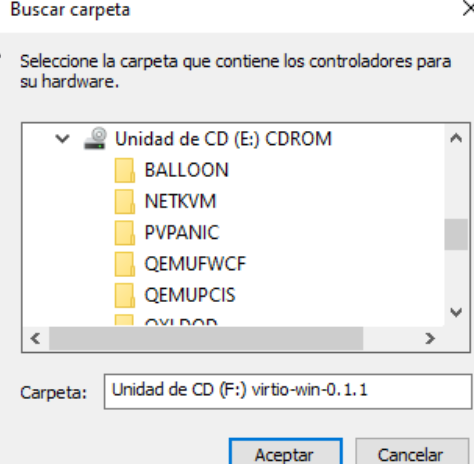 Buscar carpeta
Seleccione la carpeta que contiene los controladores para
su hardware.
Unidad de CD (E:) CDROM
BALLOON
NETKVM
PVPANIC
QEMUFWCF
QEMUPCIS
Carpeta:
Unidad de CD (F:) virtio-win-0.1.1
Aceptar
Cancelar